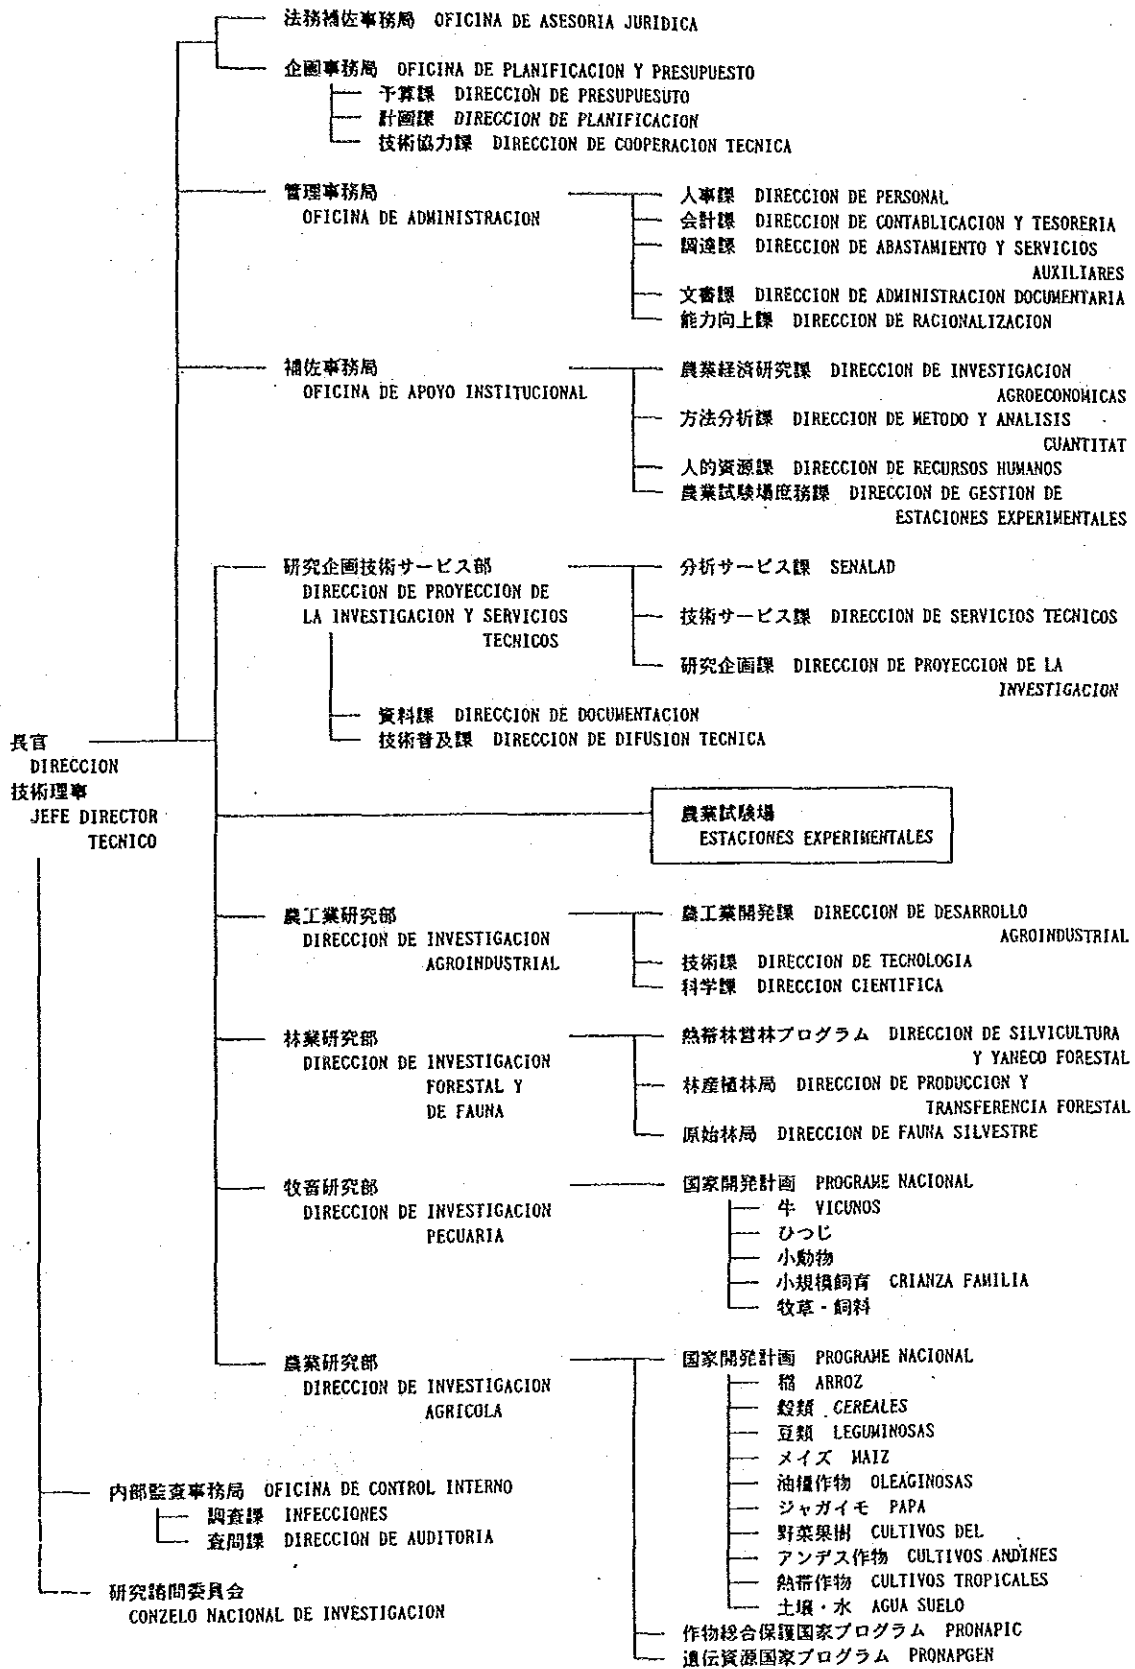 法務補佐事務局 OFICINA DE ASESORIA JURIDICA
企画事務局 OFICINA DE PLANIFICACION Y PRESUPUESTO
予算課 DIRECCION DE PRESUPUESUTO
計画課 DIRECCION DE PLANIFICACION
技術協力課 DIRECCION DE COOPERACION TECNICA
管理事務局
OFICINA DE ADMINISTRACION
人事課 DIRECCION DE PERSONAL
会計課 DIRECCION DE CONTABLICACION Y TESORERIA
調達課 DIRECCION DE ABASTAMIENTO Y SERVICIOS
AUXILIARES
文書課 DIRECCION DE ADMINISTRACION DOCUMENTARIA
能力向上課 DIRECCION DE RACIONALIZACION
補佐事務局
OFICINA DE APOYO INSTITUCIONAL
農業経済研究課 DIRECCION DE INVESTIGACION
AGROECONOMICAS
方法分析課 DIRECCION DE METODO Y ANALISIS
CUANTITAT
人的資源課 DIRECCION DE RECURSOS HUMANOS
農業試験場庶務課 DIRECCION DE GESTION DE
ESTACIONES EXPERIMENTALES
研究企画技術サービス部
DIRECCION DE PROYECCION DE
LA INVESTIGACION Y SERVICIOS
TECNICOS
分析サービス課 SENALAD
技術サービス課 DIRECCION DE SERVICIOS TECNICOS
研究企画課 DIRECCION DE PROYECCION DE LA
INVESTIGACION
資料課 DIRECCION DE DOCUMENTACION
技術普及課 DIRECCION DE DIFUSION TECNICA
長官
DIRECCION
技術理事
JEFE DIRECTOR
TECNICO
農業試験場
ESTACIONES EXPERIMENTALES
農工業研究部
DIRECCION DE INVESTIGACION
AGROINDUSTRIAL
農工業開発課 DIRECCION DE DESARROLLO
AGROINDUSTRIAL
技術課 DIRECCION DE TECNOLOGIA
科学課 DIRECCION CIENTIFICA
林業研究部
DIRECCION DE INVESTIGACION
FORESTAL Y
DE FAUNA
熱帯林営林プログラム DIRECCION DE SILVICULTURA
Y YANECO FORESTAL
林産植林局 DIRECCION DE PRODUCCION Y
TRANSFERENCIA FORESTAL
原始林局 DIRECCION DE FAUNA SILVESTRE
牧畜研究部
DIRECCION DE INVESTIGACION
PECUARIA
国家開発計画 PROGRAME NACIONAL
牛 VICUNOS
ひつじ
小動物
小規模飼育 CRIANZA FAMILIA
牧草・飼料
農業研究部
DIRECCION DE INVESTIGACION
AGRICOLA
国家開発計画 PROGRAME NACIONAL
稲 ARROZ
穀類 CEREALES
豆類 LEGUMINOSAS
メイズ MAIZ
油糧作物 OLEAGINOSAS
ジャガイモ PAPA
野菜果樹 CULTIVOS DEL
アンデス作物 CULTIVOS ANDINES
熱帯作物 CULTIVOS TROPICALES
土壌・水 AGUA SUELO
作物総合保護国家プログラム PRONAPIC
遺伝資源国家プログラム PRONAPGEN
内部監査事務局 OFICINA DE CONTROL INTERNO
調査課 INFECCIONES
査問課 DIRECCION DE AUDITORIA
研究諮問委員会
CONZELO NACIONAL DE INVESTIGACION